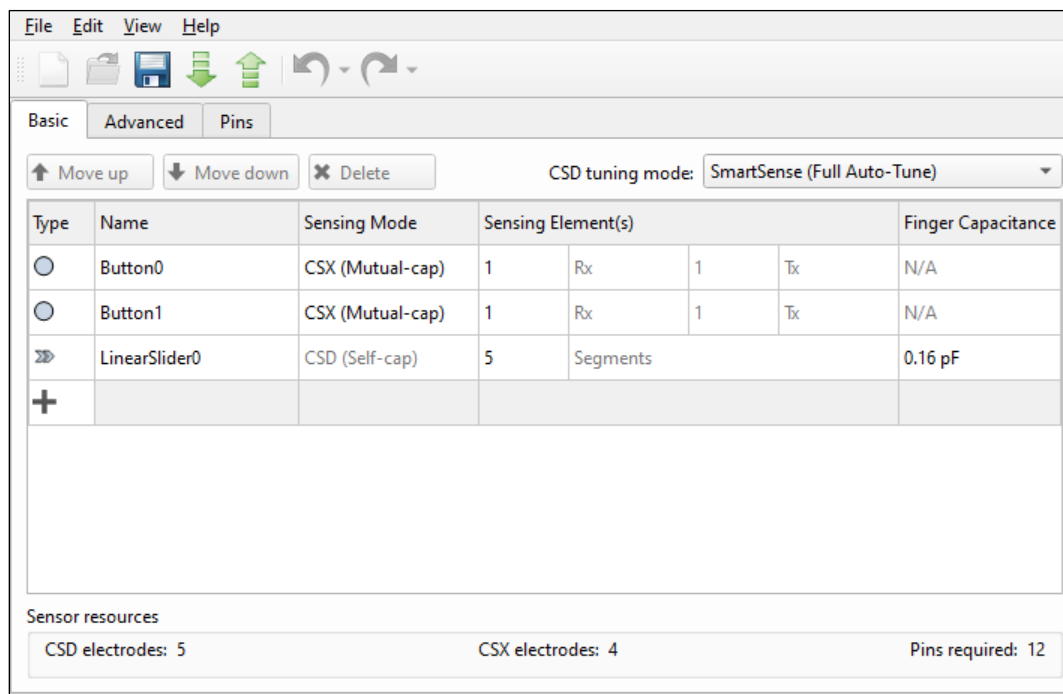 File Edit View Help
Basic Advanced Pins
Move up Move down Delete CSD tuning mode: SmartSense (Full Auto-Tune)
Type Name Sensing Mode Sensing Element(s) Finger Capacitance
Button0 CSX (Mutual-cap) 1 Rx 1 Tx N/A
Button1 CSX (Mutual-cap) 1 Rx 1 Tx N/A
LinearSlider0 CSD (Self-cap) 5 Segments 0.16 pF
Sensor resources
CSD electrodes: 5 CSX electrodes: 4 Pins required: 12